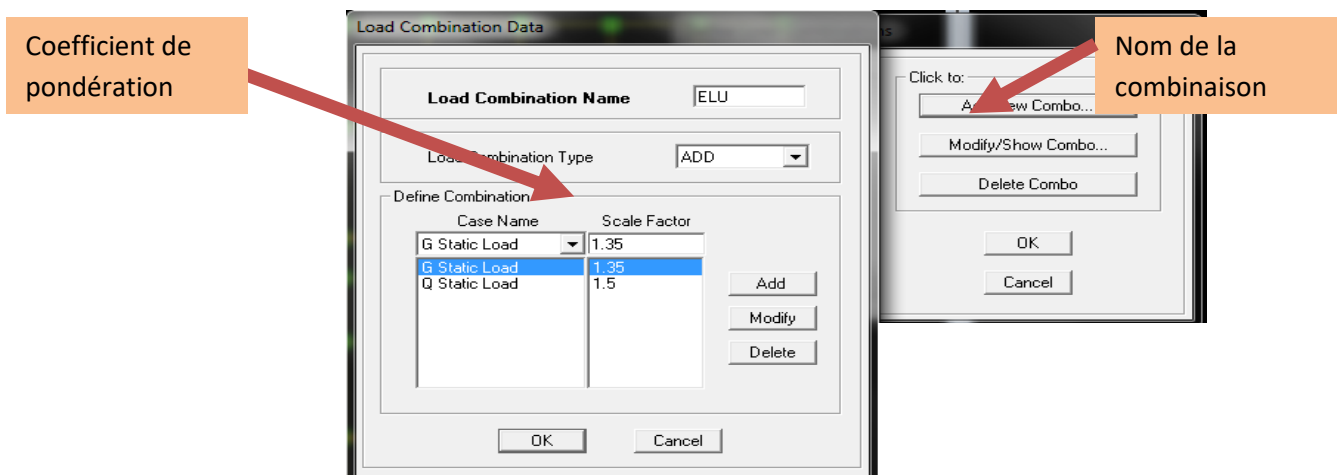 Coefficient de
pondération
Load Combination Data
Load Combination Name ELU
Load Combination Type ADD
Define Combination
Case Name Scale Factor
G Static Load 1.35
G Static Load 1.35
Q Static Load 1.5
Add
Modify
Delete
OK Cancel
Nom de la
combinaison
Click to:
Combo...
Modify/Show Combo...
Delete Combo
OK
Cancel